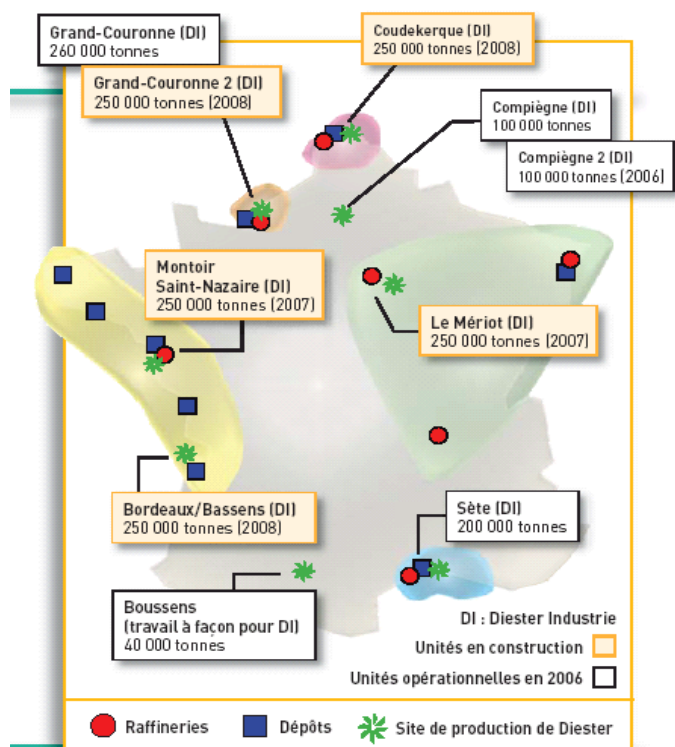 Grand-Couronne (DI)
260 000 tonnes
Grand-Couronne 2 (DI)
250 000 tonnes (2008)
Coudekerque (DI)
250 000 tonnes (2008)
Compiègne (DI)
100 000 tonnes
Compiègne 2 (DI)
100 000 tonnes (2006)
Montoir
Saint-Nazaire (DI)
250 000 tonnes (2007)
Le Mériot (DI)
250 000 tonnes (2007)
Bordeaux/Bassens (DI)
250 000 tonnes (2008)
Sète (DI)
200 000 tonnes
Boussens
(travail à façon pour DI)
40 000 tonnes
DI : Diester Industrie
Unités en construction
Unités opérationnelles en 2006
Raffineries
Dépôts
Site de production de Diester